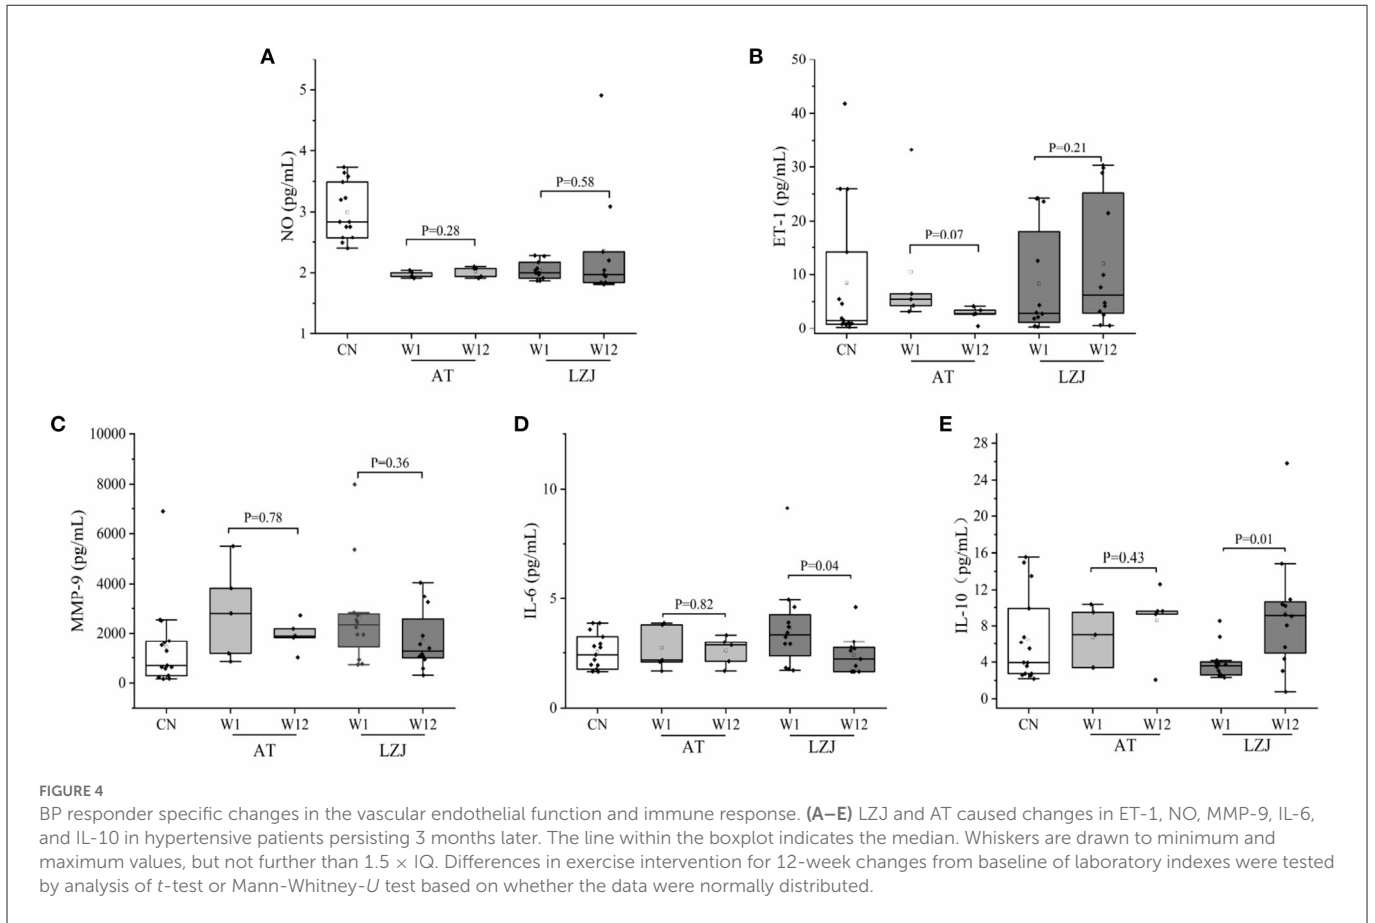 A
NO (pg/mL)
5
4
3
2
1
P=0.28
P=0.58
CN
W1
W12
W1
W12
AT
LZJ
B
ET-1 (pg/mL)
50
40
30
20
10
0
P=0.07
P=0.21
CN
W1
W12
W1
W12
AT
LZJ
C
MMP-9 (pg/mL)
10000
8000
6000
4000
2000
0
P=0.78
P=0.36
CN
W1
W12
W1
W12
AT
LZJ
D
IL-6 (pg/mL)
10
5
0
P=0.82
P=0.04
CN
W1
W12
W1
W12
AT
LZJ
E
IL-10 (pg/mL)
28
24
20
16
12
8
4
0
P=0.43
P=0.01
CN
W1
W12
W1
W12
AT
LZJ
FIGURE 4
BP responder specific changes in the vascular endothelial function and immune response. (A–E) LZJ and AT caused changes in ET-1, NO, MMP-9, IL-6,
and IL-10 in hypertensive patients persisting 3 months later. The line within the boxplot indicates the median. Whiskers are drawn to minimum and
maximum values, but not further than 1.5 × IQ. Differences in exercise intervention for 12-week changes from baseline of laboratory indexes were tested
by analysis of t-test or Mann-Whitney-U test based on whether the data were normally distributed.